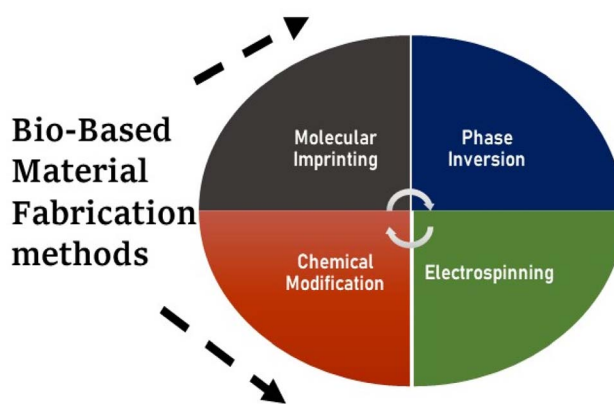 Bio-Based
Material
Fabrication
methods
Molecular
Imprinting
Phase
Inversion
Chemical
Modification
Electrospinning